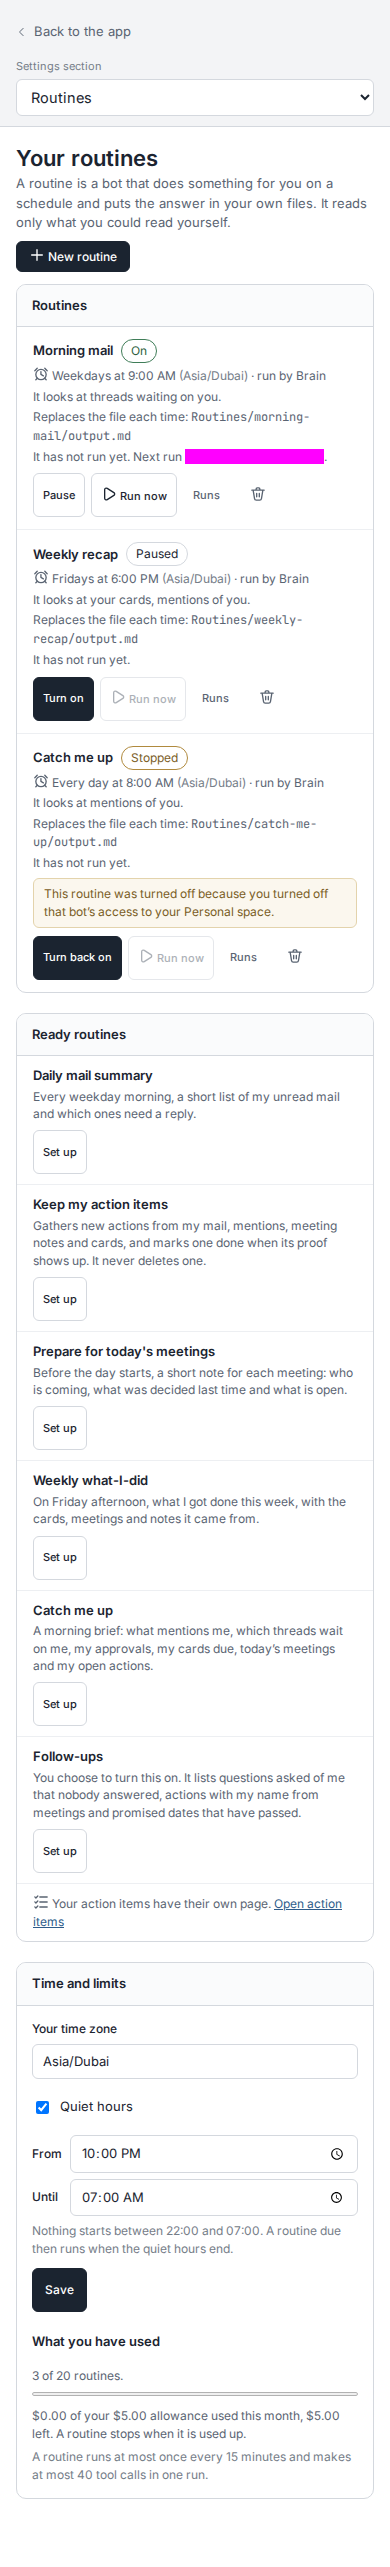 Back to the app
Settings section
Routines
Your routines
A routine is a bot that does something for you on a
schedule and puts the answer in your own files. It reads
only what you could read yourself.
New routine
Routines
Morning mail On
Weekdays at 9:00 AM (Asia/Dubai) · run by Brain
It looks at threads waiting on you.
Replaces the file each time: Routines/morning-
mail/output.md
It has not run yet. Next run .
Pause Run now Runs
Weekly recap Paused
Fridays at 6:00 PM (Asia/Dubai) · run by Brain
It looks at your cards, mentions of you.
Replaces the file each time: Routines/weekly-
recap/output.md
It has not run yet.
Turn on Run now Runs
Catch me up Stopped
Every day at 8:00 AM (Asia/Dubai) · run by Brain
It looks at mentions of you.
Replaces the file each time: Routines/catch-me-
up/output.md
It has not run yet.
This routine was turned off because you turned off
that bot’s access to your Personal space.
Turn back on Run now Runs
Ready routines
Daily mail summary
Every weekday morning, a short list of my unread mail
and which ones need a reply.
Set up
Keep my action items
Gathers new actions from my mail, mentions, meeting
notes and cards, and marks one done when its proof
shows up. It never deletes one.
Set up
Prepare for today's meetings
Before the day starts, a short note for each meeting: who
is coming, what was decided last time and what is open.
Set up
Weekly what-I-did
On Friday afternoon, what I got done this week, with the
cards, meetings and notes it came from.
Set up
Catch me up
A morning brief: what mentions me, which threads wait
on me, my approvals, my cards due, today’s meetings
and my open actions.
Set up
Follow-ups
You choose to turn this on. It lists questions asked of me
that nobody answered, actions with my name from
meetings and promised dates that have passed.
Set up
Your action items have their own page. Open action
items
Time and limits
Your time zone
Asia/Dubai
Quiet hours
From 10:00 PM
Until 07:00 AM
Nothing starts between 22:00 and 07:00. A routine due
then runs when the quiet hours end.
Save
What you have used
3 of 20 routines.
$0.00 of your $5.00 allowance used this month, $5.00
left. A routine stops when it is used up.
A routine runs at most once every 15 minutes and makes
at most 40 tool calls in one run.